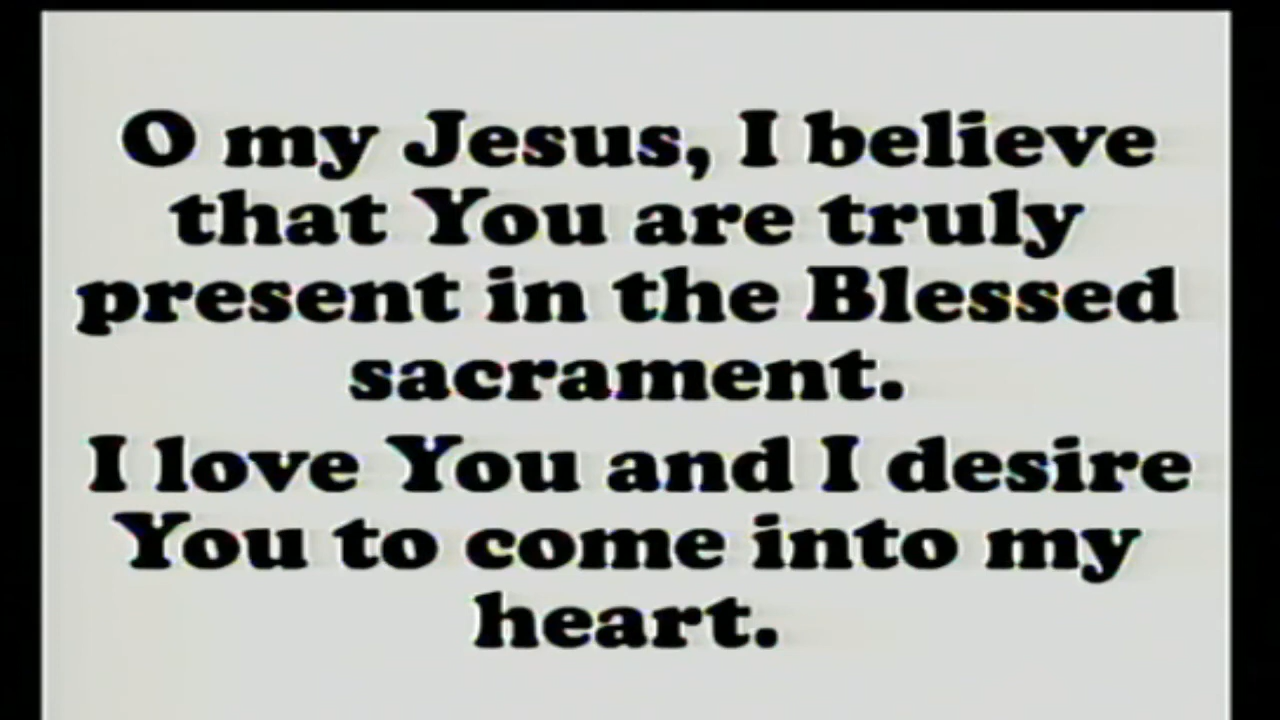 O my Jesus, I believe
that You are truly
present in the Blessed
sacrament.
I love You and I desire
You to come into my
heart.